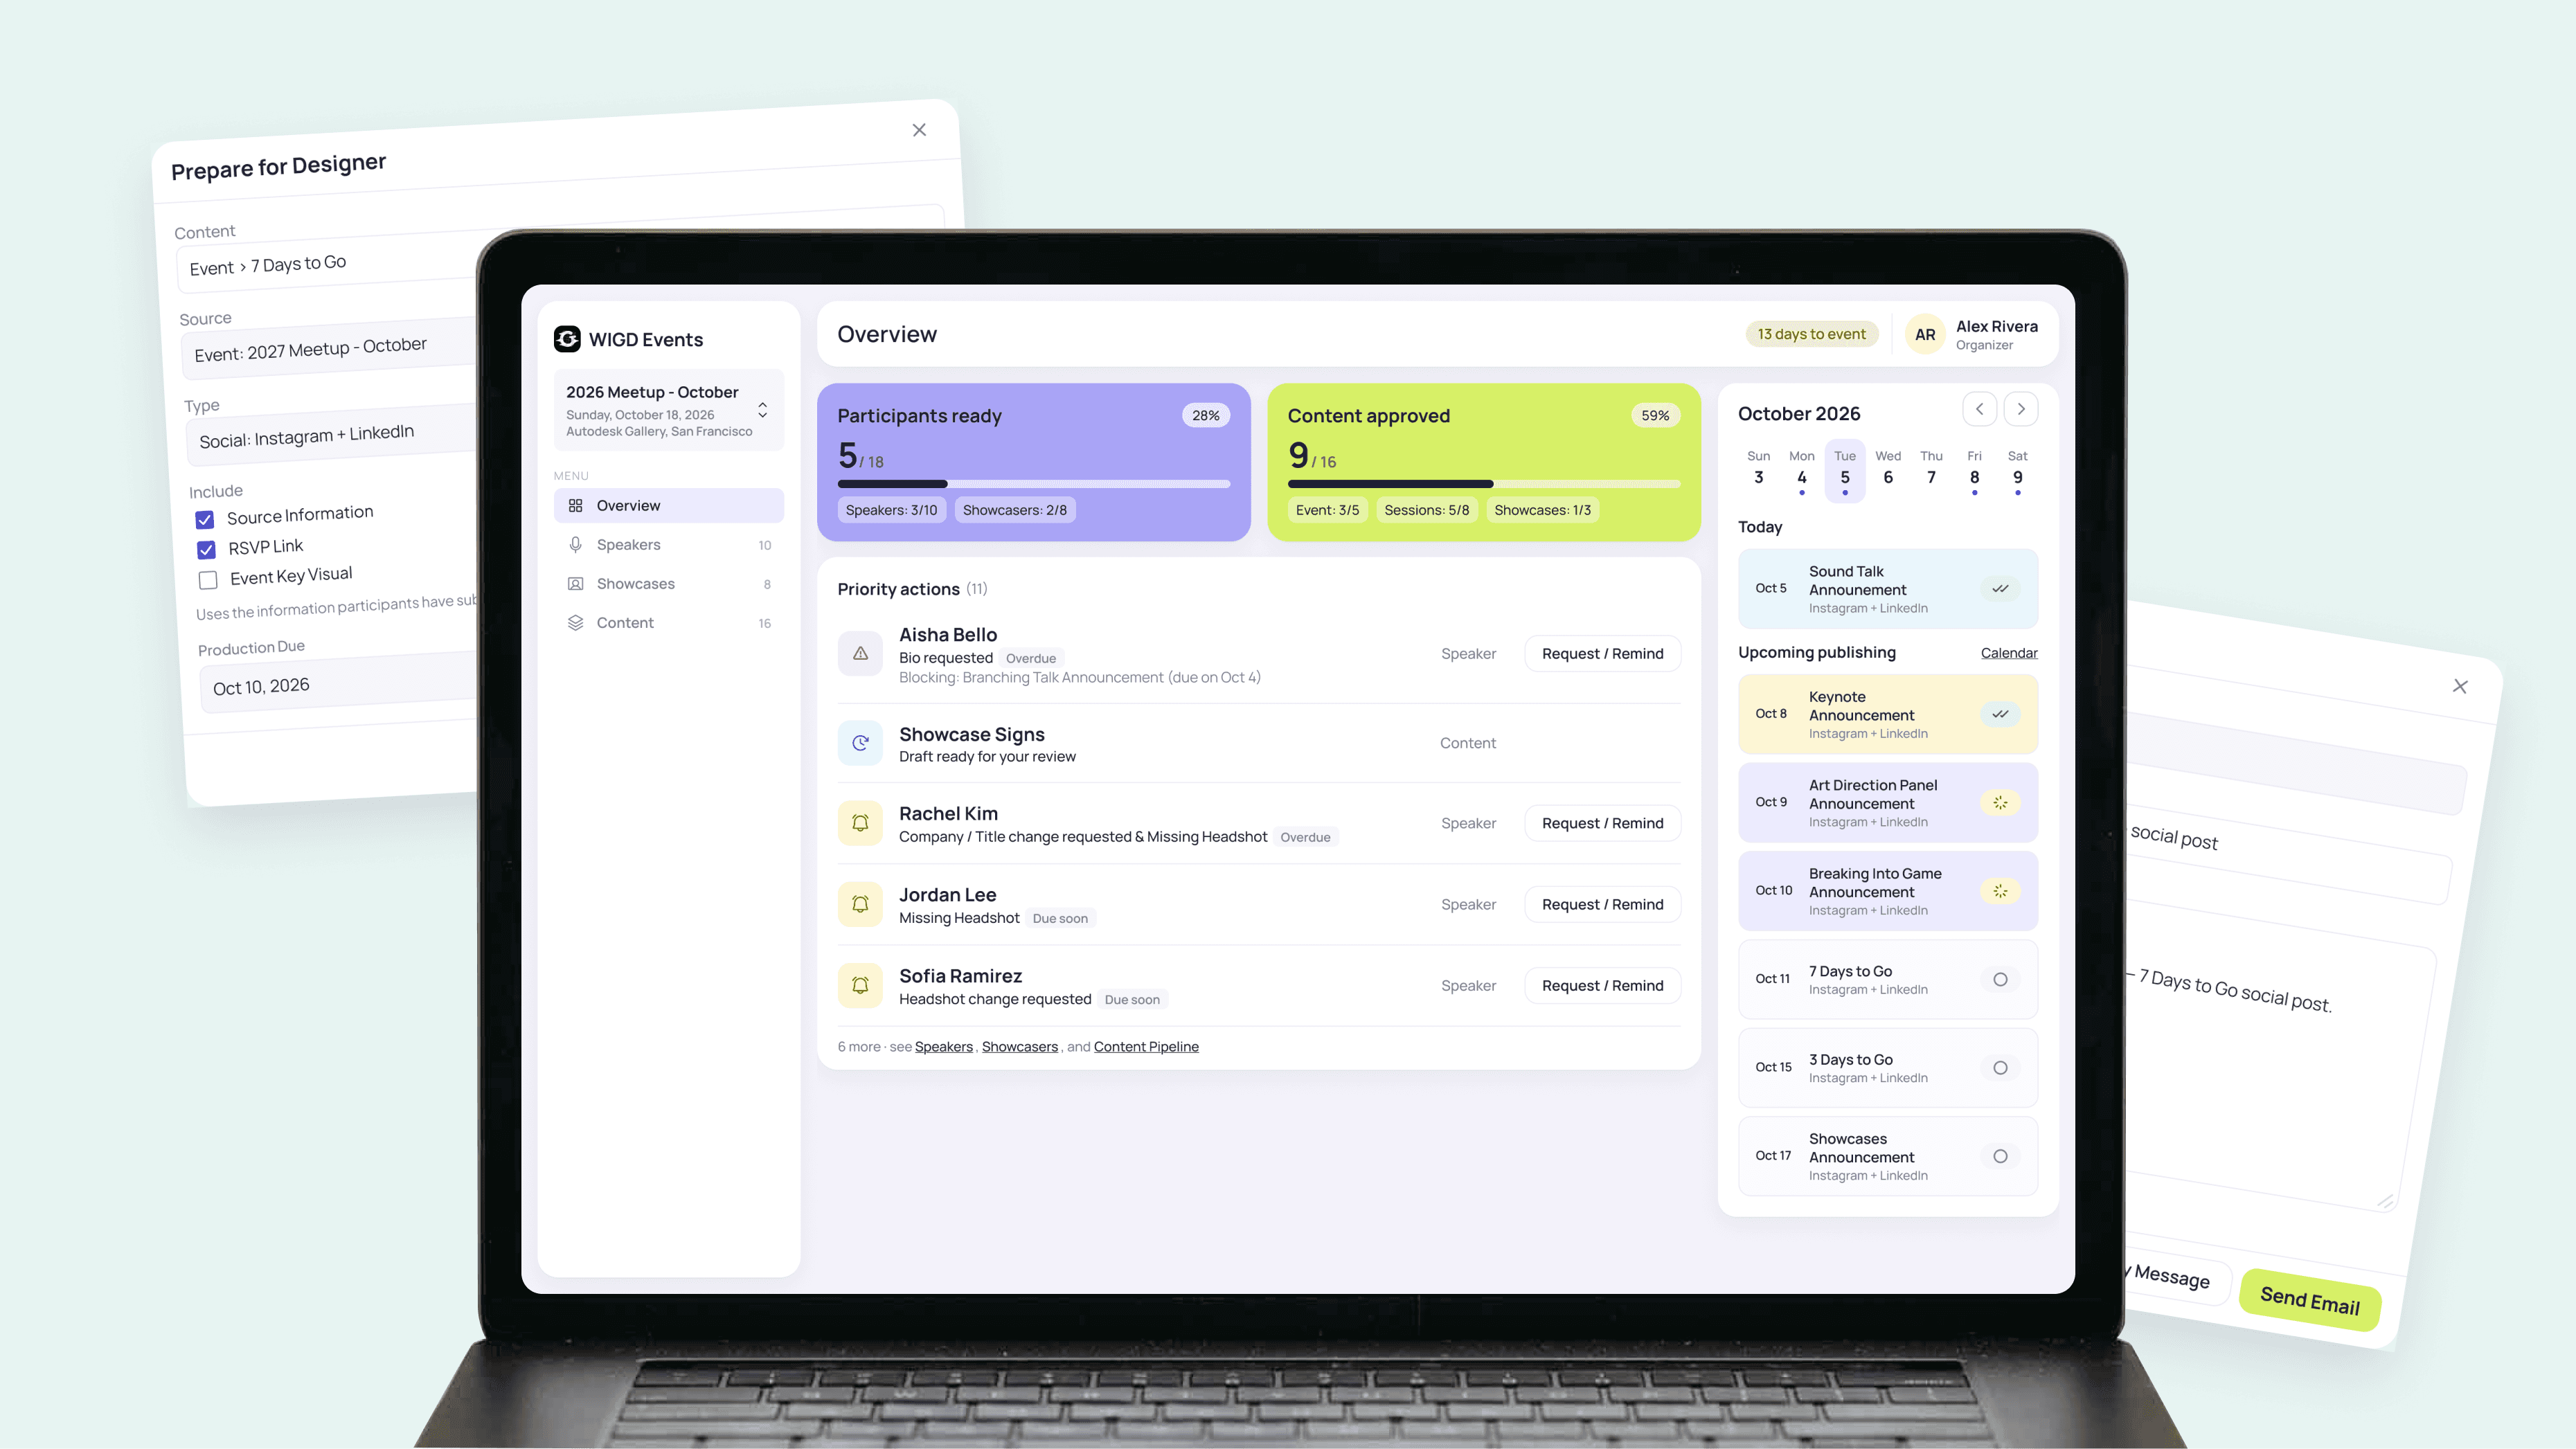 Prepare for Designer
Content
Event > 7 Days to Go
Source
Event: 2027 Meetup - October
Type
Social: Instagram + LinkedIn
Include
Source Information
RSVP Link
Event Key Visual
Uses the information participants have sub
Production Due
Oct 10, 2026
WIGD Events
2026 Meetup - October
Sunday, October 18, 2026
Autodesk Gallery, San Francisco
MENU
Overview
Speakers 10
Showcases 8
Content 16
Overview
13 days to event
AR
Alex Rivera
Organizer
Participants ready 28%
5 / 18
Speakers: 3/10 Showcasers: 2/8
Content approved 59%
9 / 16
Event: 3/5 Sessions: 5/8 Showcases: 1/3
Priority actions (11)
Aisha Bello
Bio requested Overdue
Blocking: Branching Talk Announcement (due on Oct 4)
Speaker Request / Remind
Showcase Signs
Draft ready for your review
Content
Rachel Kim
Company / Title change requested & Missing Headshot Overdue
Speaker Request / Remind
Jordan Lee
Missing Headshot Due soon
Speaker Request / Remind
Sofia Ramirez
Headshot change requested Due soon
Speaker Request / Remind
6 more · see Speakers , Showcasers , and Content Pipeline
October 2026
Sun Mon Tue Wed Thu Fri Sat
3 4 5 6 7 8 9
Today
Oct 5
Sound Talk
Announement
Instagram + LinkedIn
Upcoming publishing Calendar
Oct 8
Keynote
Announcement
Instagram + LinkedIn
Oct 9
Art Direction Panel
Announcement
Instagram + LinkedIn
Oct 10
Breaking Into Game
Announcement
Instagram + LinkedIn
Oct 11
7 Days to Go
Instagram + LinkedIn
Oct 15
3 Days to Go
Instagram + LinkedIn
Oct 17
Showcases
Announcement
Instagram + LinkedIn
social post
– 7 Days to Go social post.
y Message
Send Email